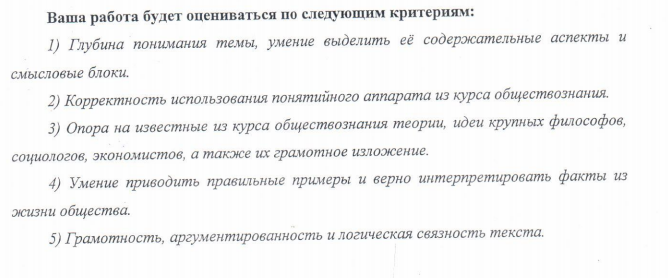 Ваша работа будет оцениваться по следующим критериям:
1) Глубина понимания темы, умение выделить её содержательные аспекты и
смысловые блоки.
2) Корректность использования понятийного аппарата из курса обществознания.
3) Опора на известные из курса обществознания теории, идеи крупных философов,
социологов, экономистов, а также их грамотное изложение.
4) Умение приводить правильные примеры и верно интерпретировать факты из
жизни общества.
5) Грамотность, аргументированность и логическая связность текста.